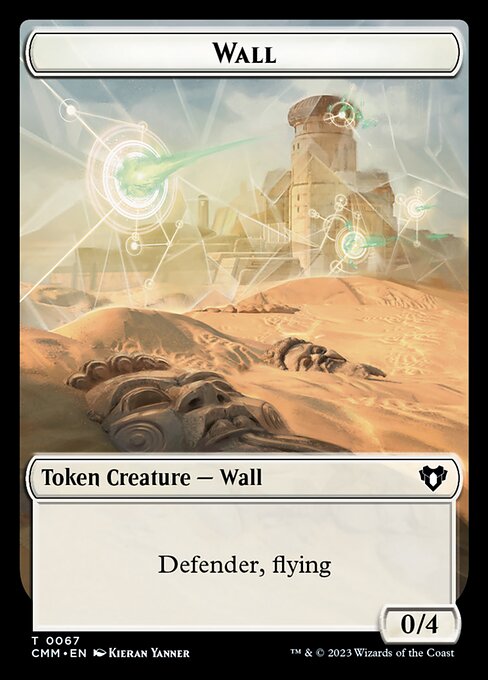 Wall
Token Creature — Wall
Defender, flying
0/4
T 0067
CMM • EN Kieran Yanner
™ & © 2023 Wizards of the Coast